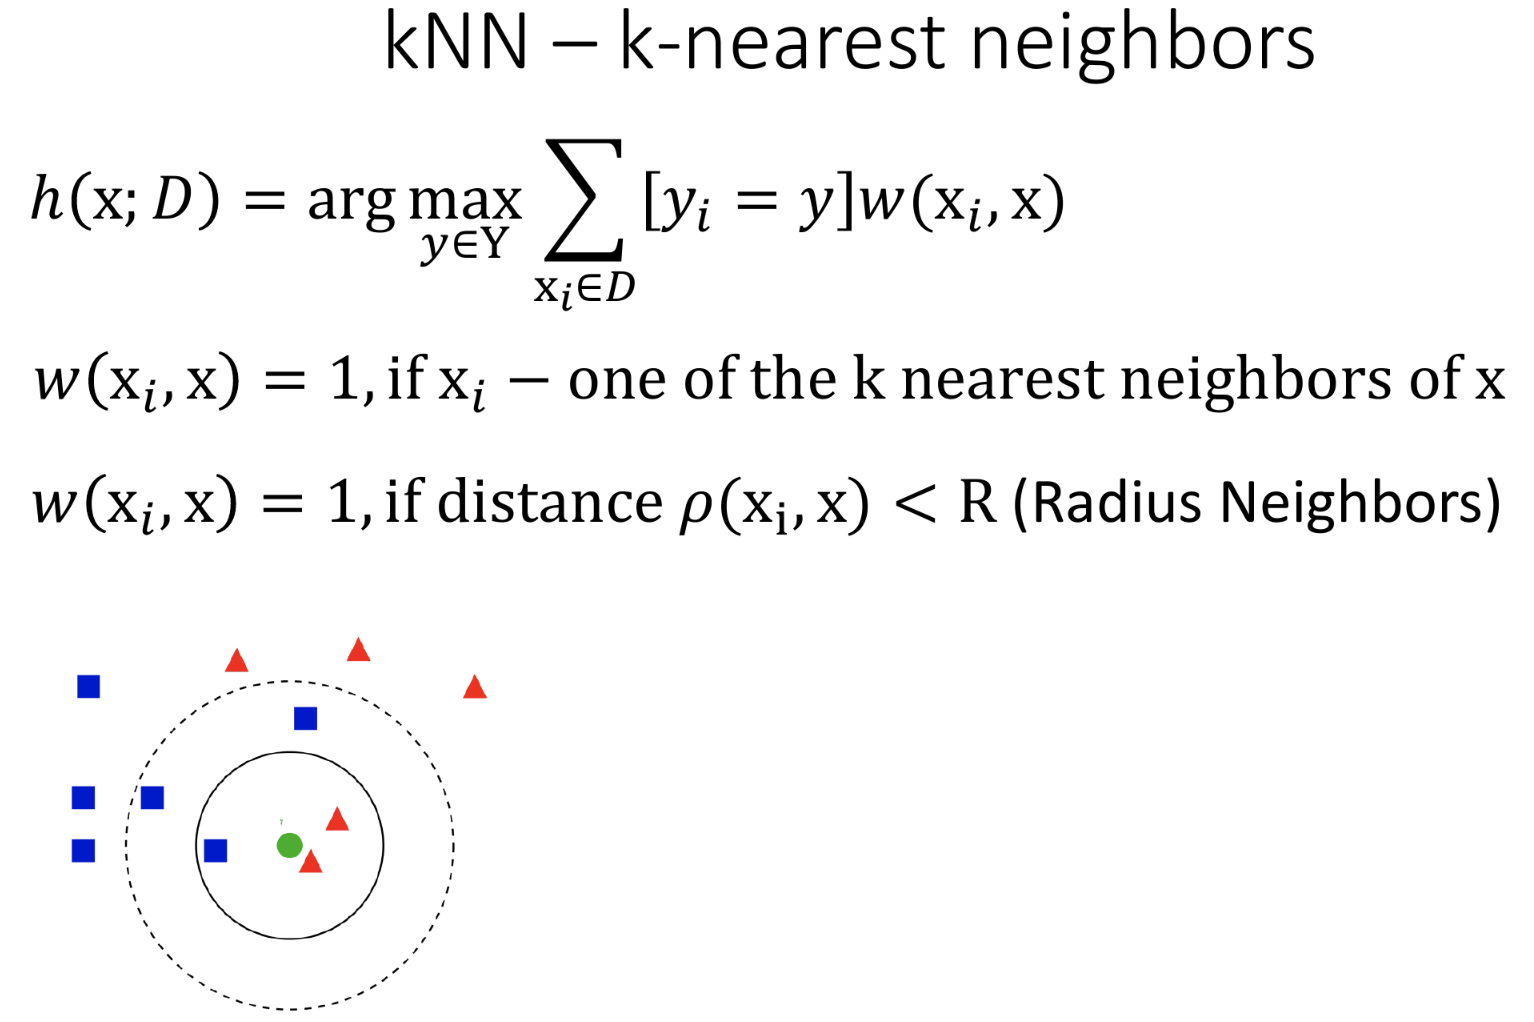 kNN – k-nearest neighbors
h(x; D) = arg max_{y∈Y} ∑_{x_i∈D} [y_i = y]w(x_i, x)
w(x_i, x) = 1, if x_i − one of the k nearest neighbors of x
w(x_i, x) = 1, if distance ρ(x_i, x) < R (Radius Neighbors)